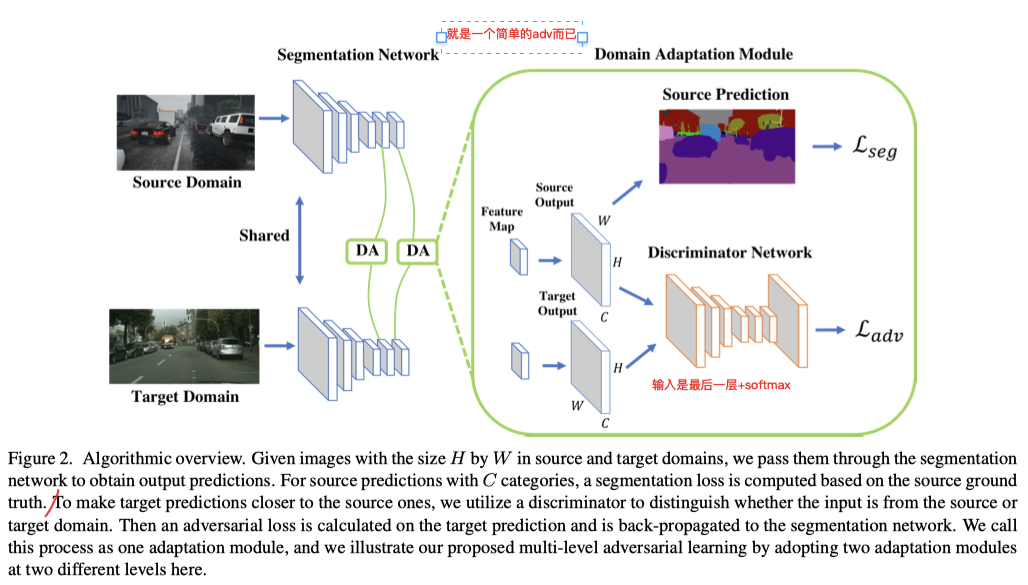 就是一个简单的adv而已
Segmentation Network
Domain Adaptation Module
Source Prediction
ℒseg
Source Domain
Source
Output
Feature
Map
W
H
C
Shared
DA
DA
Discriminator Network
Target
Output
ℒadv
H
W
C
输入是最后一层+softmax
Target Domain
Figure 2. Algorithmic overview. Given images with the size H by W in source and target domains, we pass them through the segmentation
network to obtain output predictions. For source predictions with C categories, a segmentation loss is computed based on the source ground
truth. To make target predictions closer to the source ones, we utilize a discriminator to distinguish whether the input is from the source or
target domain. Then an adversarial loss is calculated on the target prediction and is back-propagated to the segmentation network. We call
this process as one adaptation module, and we illustrate our proposed multi-level adversarial learning by adopting two adaptation modules
at two different levels here.